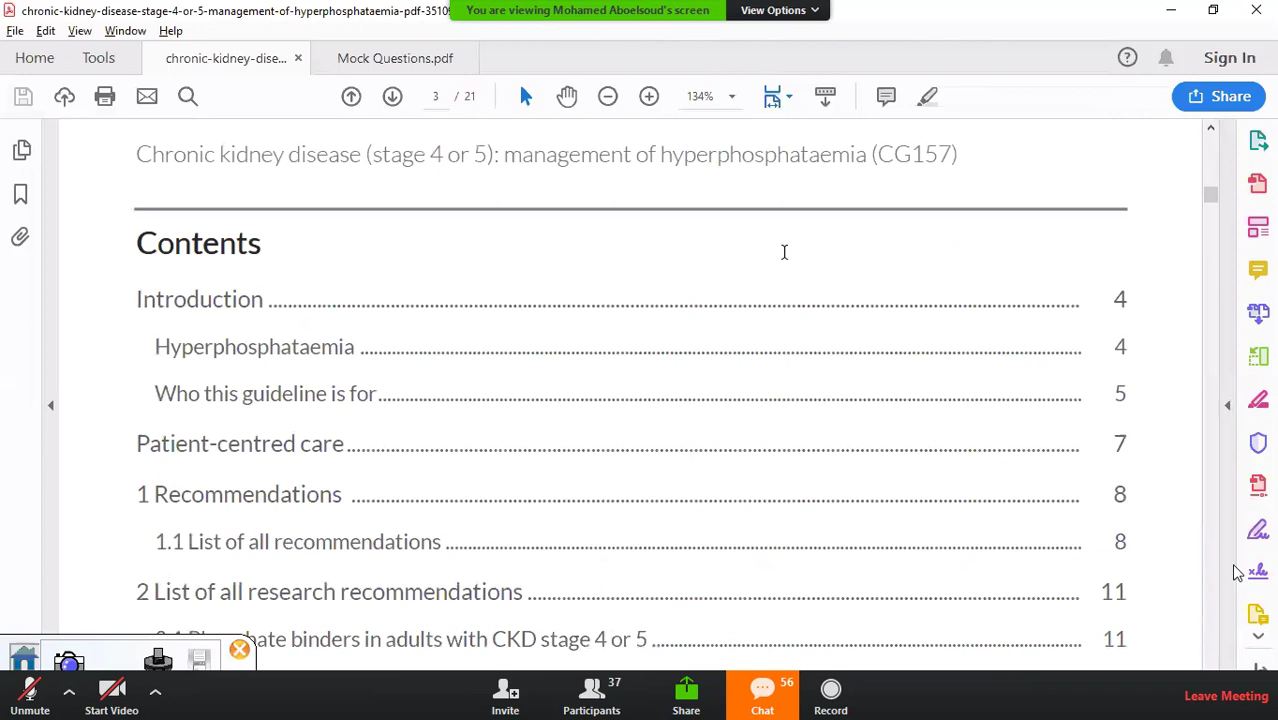 chronic-kidney-disease-stage-4-or-5-management-of-hyperphosphataemia-pdf-35109
You are viewing Mohamed Aboelsoud's screen
View Options
File Edit View Window Help
Home Tools chronic-kidney-dise... Mock Questions.pdf Sign In
3 / 21 134% Share
Chronic kidney disease (stage 4 or 5): management of hyperphosphataemia (CG157)
Contents
Introduction 4
Hyperphosphataemia 4
Who this guideline is for 5
Patient-centred care 7
1 Recommendations 8
1.1 List of all recommendations 8
2 List of all research recommendations 11
binders in adults with CKD stage 4 or 5 11
37 56
Unmute Start Video Invite Participants Share Chat Record Leave Meeting